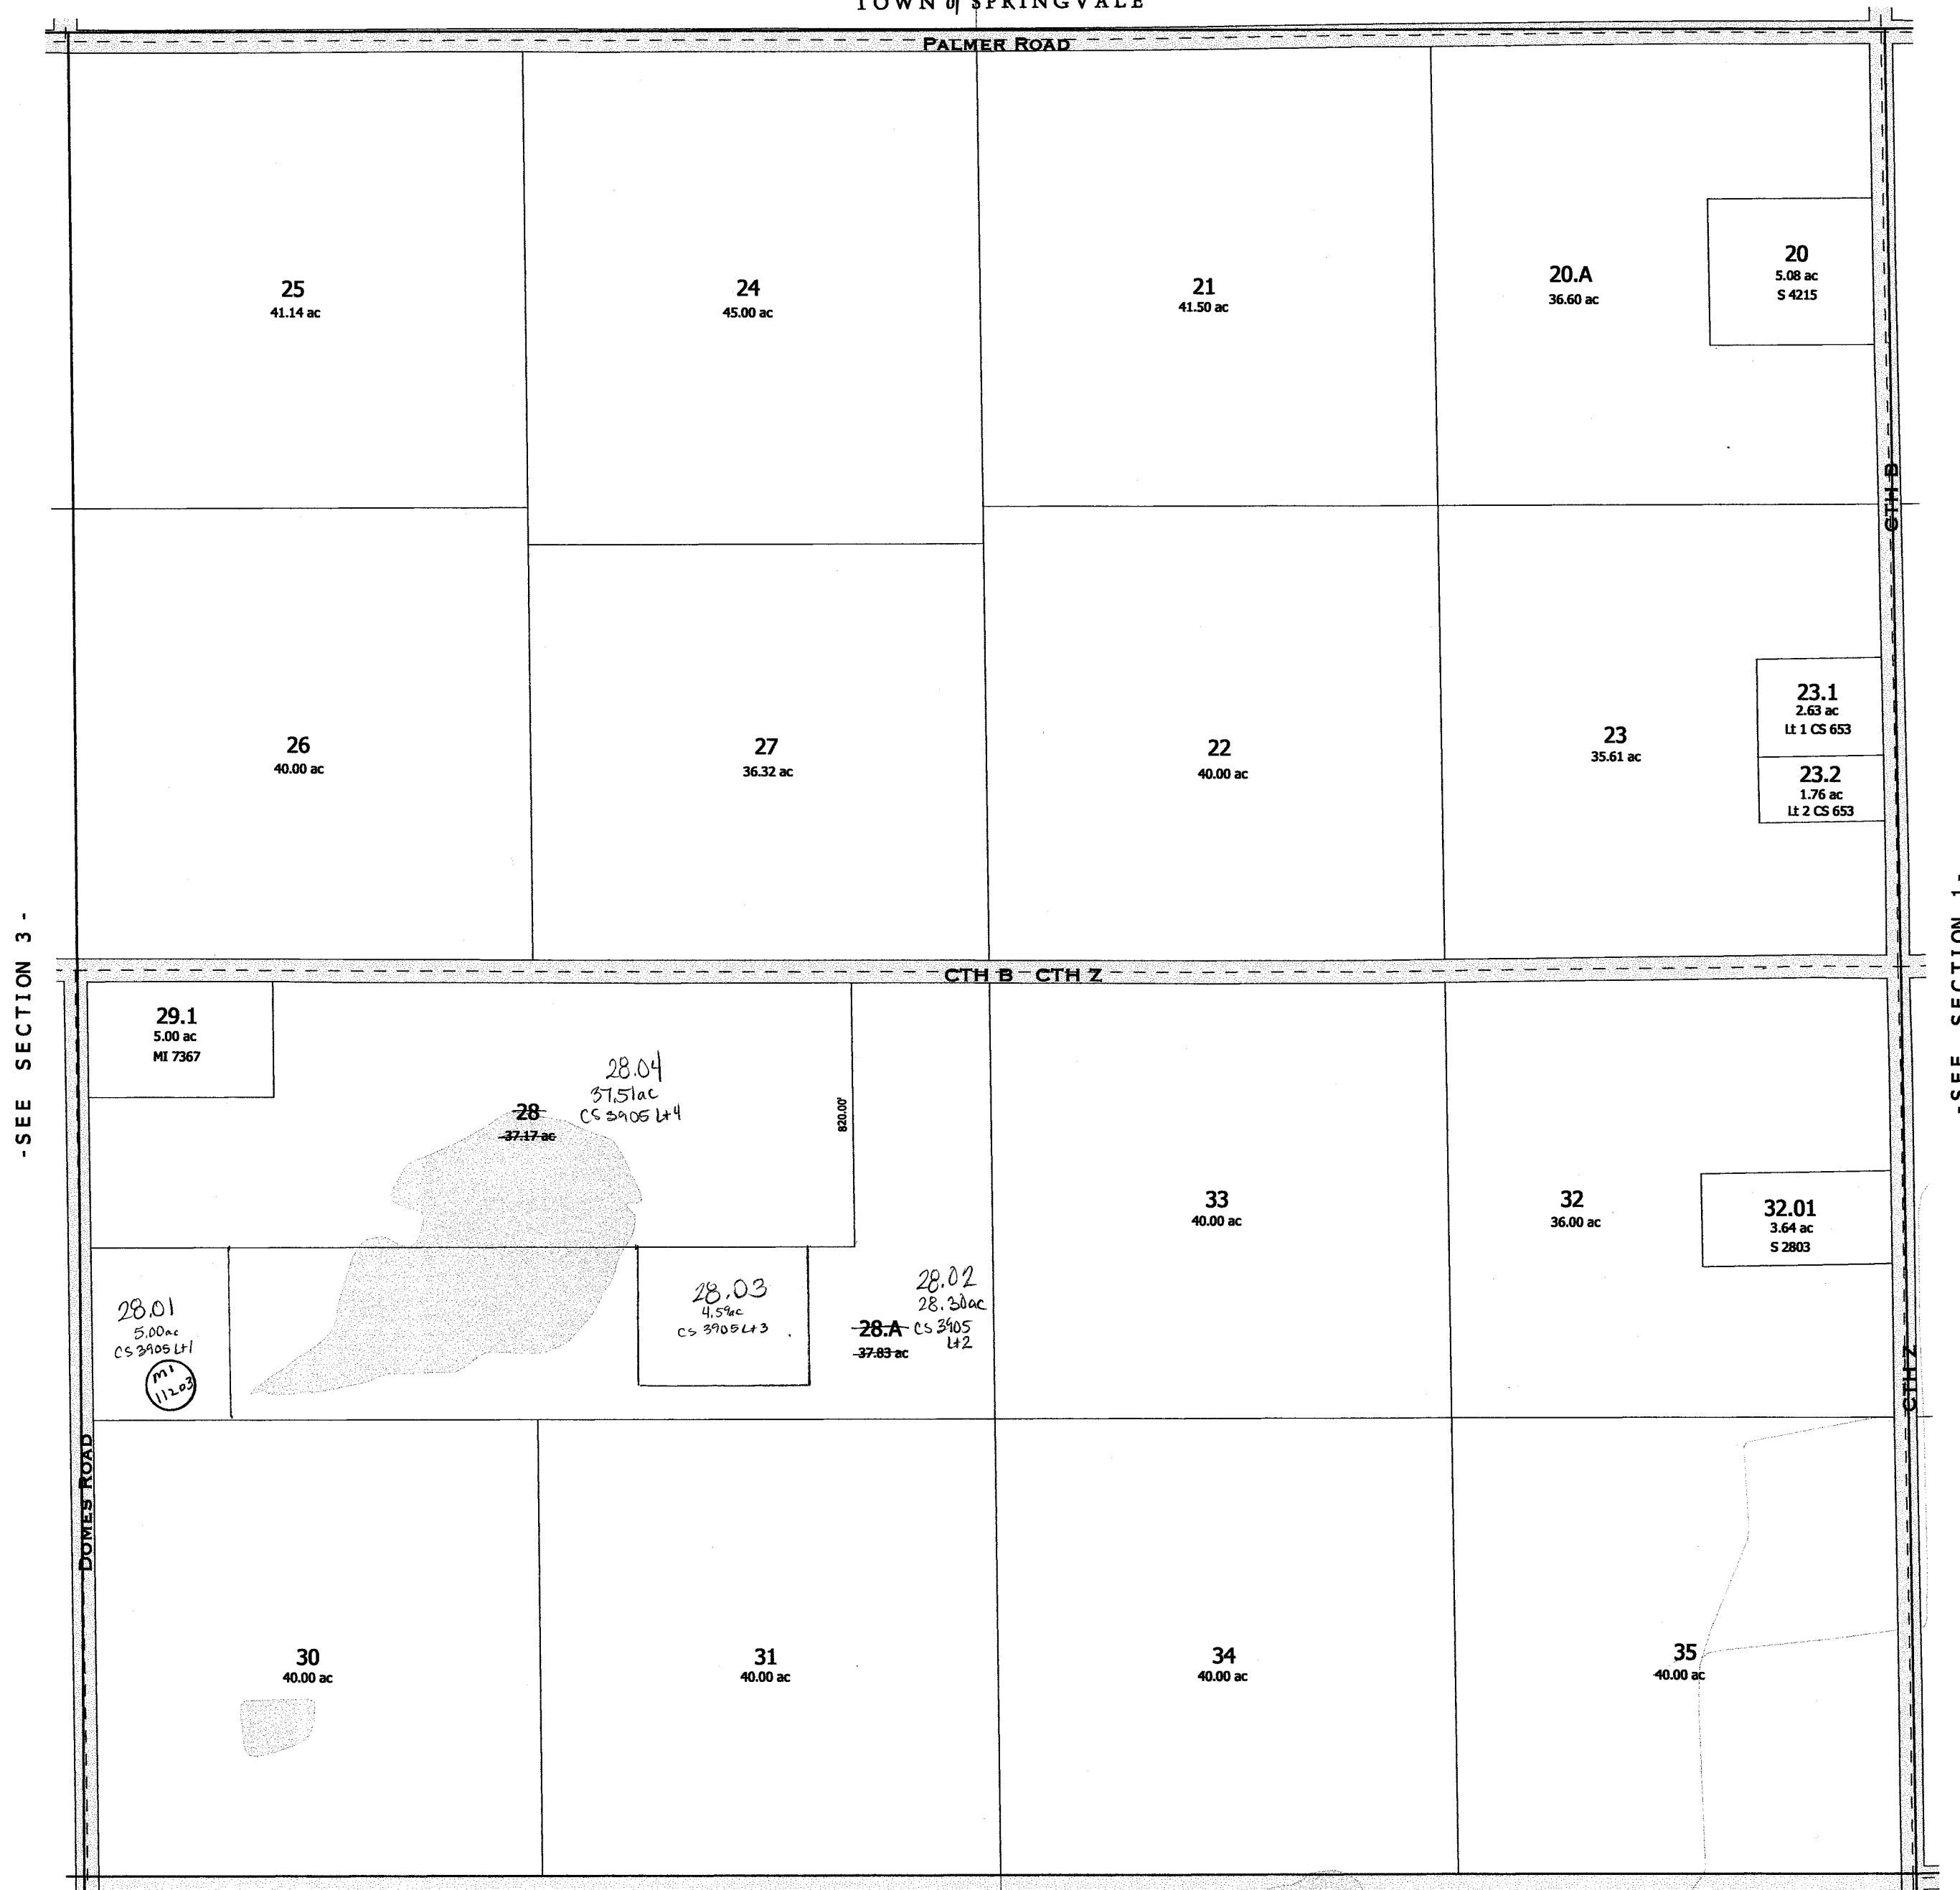 TOWN of SPRINGVALE
PALMER ROAD
25
41.14 ac
24
45.00 ac
21
41.50 ac
20.A
36.60 ac
20
5.08 ac
S 4215
CTH B
26
40.00 ac
27
36.32 ac
22
40.00 ac
23
35.61 ac
23.1
2.63 ac
Lt 1 CS 653
23.2
1.76 ac
Lt 2 CS 653
-SEE SECTION 3-
-SEE SECTION 1-
CTH B CTH Z
29.1
5.00 ac
MI 7367
28
37.17 ac
28.04
37.51ac
CS 3905 Lt4
820.00'
33
40.00 ac
32
36.00 ac
32.01
3.64 ac
S 2803
28.01
5.00ac
CS 3905 Lt1
MI
11203
28.03
4.59ac
CS 3905 Lt3
28.A
37.83 ac
28.02
28.30ac
CS 3905
Lt2
CTH Z
DOMES ROAD
30
40.00 ac
31
40.00 ac
34
40.00 ac
35
40.00 ac